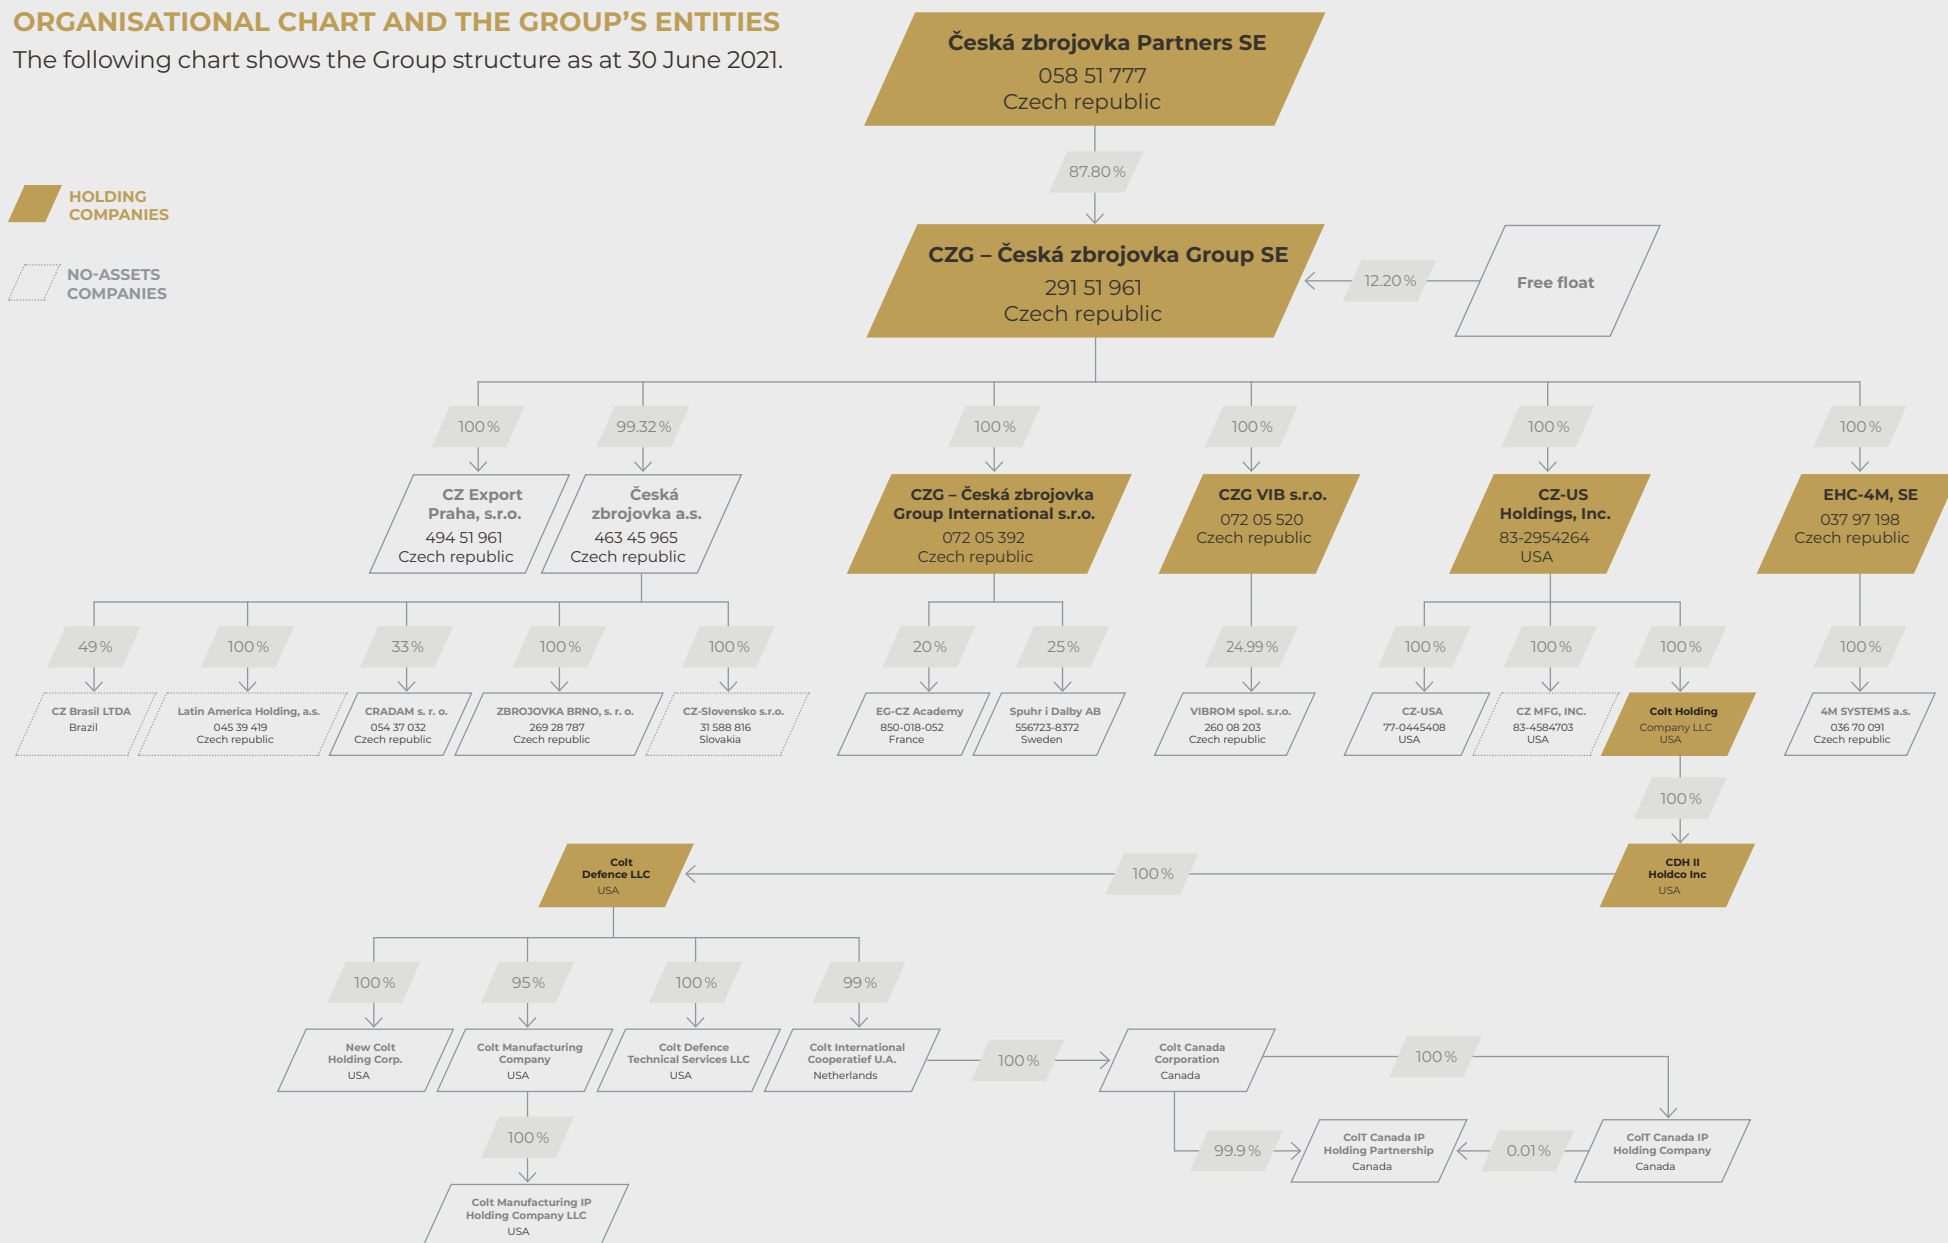 ORGANISATIONAL CHART AND THE GROUP'S ENTITIES
The following chart shows the Group structure as at 30 June 2021.
HOLDING
COMPANIES
NO-ASSETS
COMPANIES
Česká zbrojovka Partners SE
058 51 777
Czech republic
87.80 %
CZG – Česká zbrojovka Group SE
291 51 961
Czech republic
12.20 %
Free float
100 %
99.32 %
100 %
100 %
100 %
100 %
CZ Export
Praha, s.r.o.
494 51 961
Czech republic
Česká
zbrojovka a.s.
463 45 965
Czech republic
CZG – Česká zbrojovka
Group International s.r.o.
072 05 392
Czech republic
CZG VIB s.r.o.
072 05 520
Czech republic
CZ-US
Holdings, Inc.
83-2954264
USA
EHC-4M, SE
037 97 198
Czech republic
49 %
100 %
33 %
100 %
100 %
20 %
25 %
24.99 %
100 %
100 %
100 %
100 %
CZ Brasil LTDA
Brazil
Latin America Holding, a.s.
045 39 419
Czech republic
CRADAM s. r. o.
054 37 032
Czech republic
ZBROJOVKA BRNO, s. r. o.
269 28 787
Czech republic
CZ-Slovensko s.r.o.
31 588 816
Slovakia
EG-CZ Academy
850-018-052
France
Spuhr i Dalby AB
556723-8372
Sweden
VIBROM spol. s.r.o.
260 08 203
Czech republic
CZ-USA
77-0445408
USA
CZ MFG, INC.
83-4584703
USA
Colt Holding
Company LLC
USA
4M SYSTEMS a.s.
036 70 091
Czech republic
100 %
Colt
Defence LLC
USA
100 %
CDH II
Holdco Inc
USA
100 %
95 %
100 %
99 %
New Colt
Holding Corp.
USA
Colt Manufacturing
Company
USA
Colt Defence
Technical Services LLC
USA
Colt International
Cooperatief U.A.
Netherlands
100 %
Colt Canada
Corporation
Canada
100 %
100 %
99.9 %
ColT Canada IP
Holding Partnership
Canada
0.01 %
ColT Canada IP
Holding Company
Canada
Colt Manufacturing IP
Holding Company LLC
USA